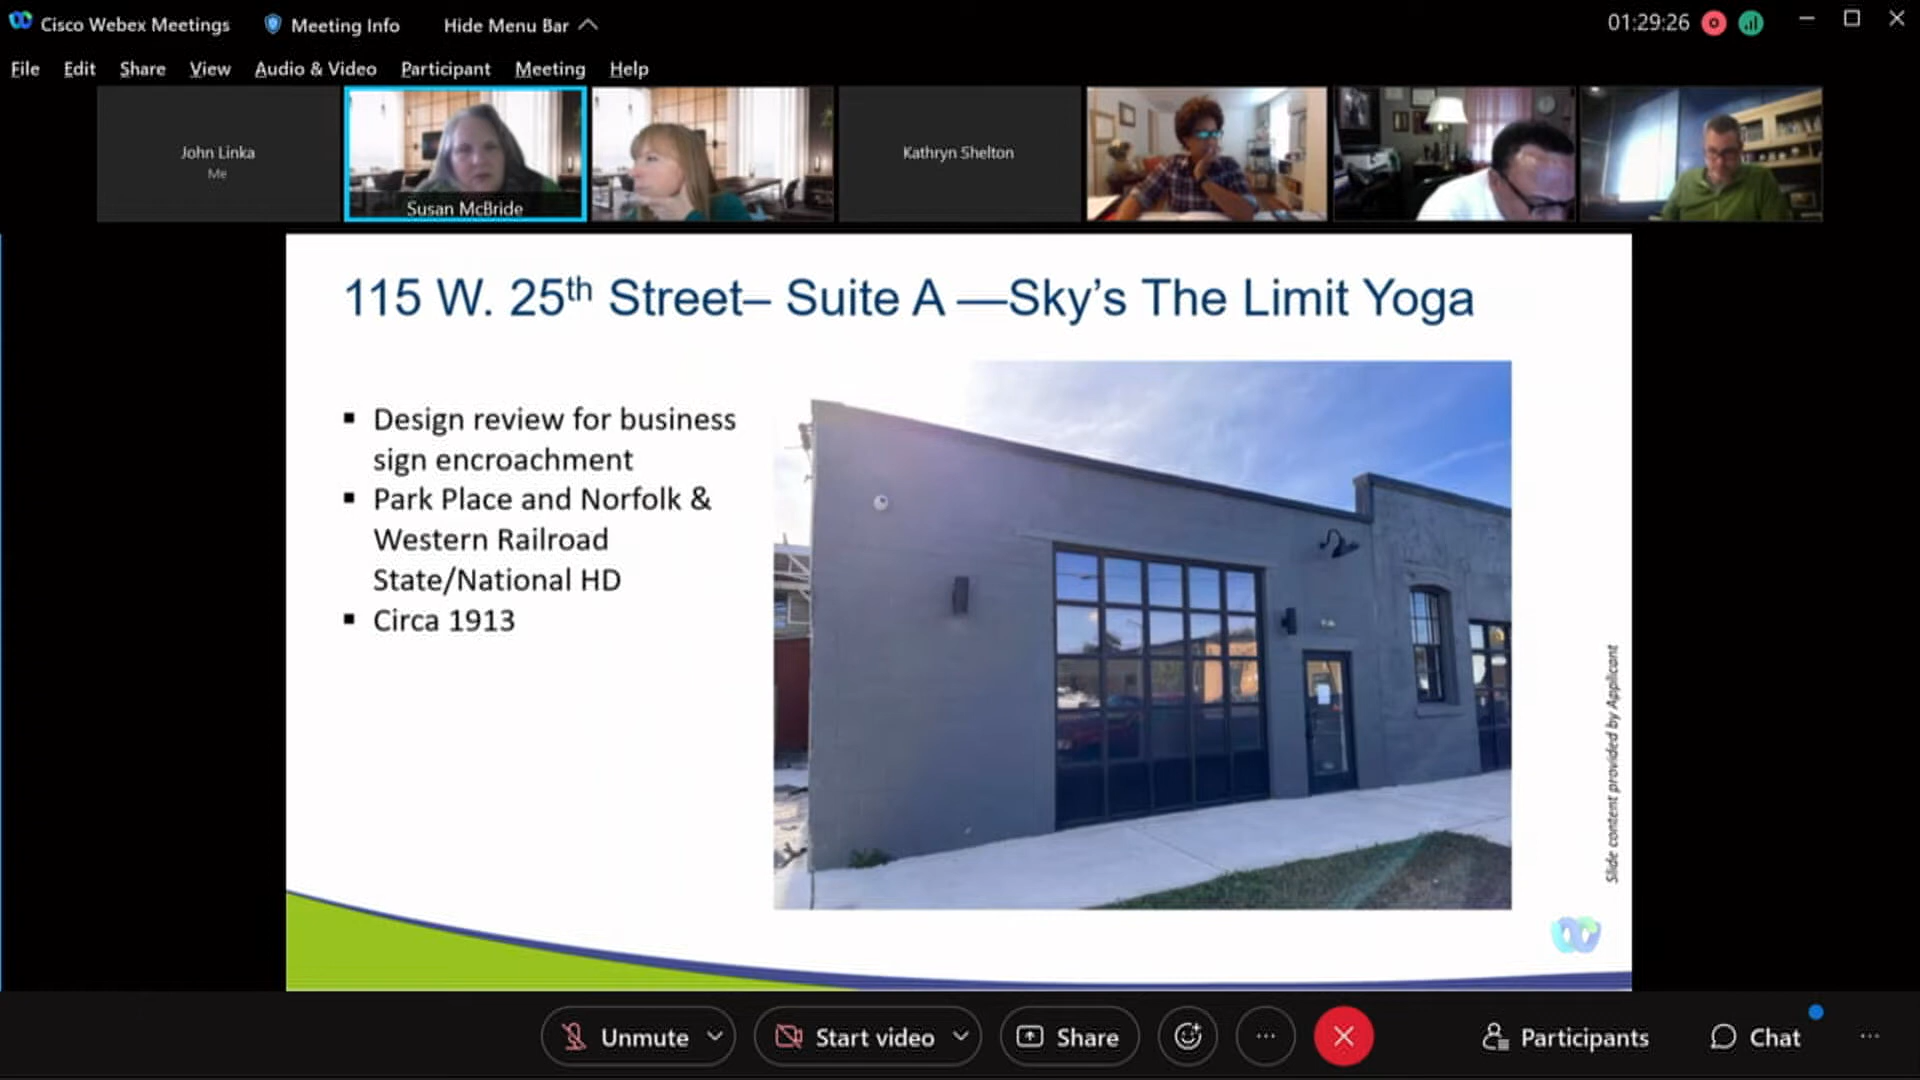 Cisco Webex Meetings
Meeting Info
Hide Menu Bar
01:29:26
File Edit Share View Audio & Video Participant Meeting Help
John Linka
Me
Susan McBride
Kathryn Shelton
115 W. 25th Street– Suite A —Sky’s The Limit Yoga
▪ Design review for business
sign encroachment
▪ Park Place and Norfolk &
Western Railroad
State/National HD
▪ Circa 1913
Slide content provided by Applicant
Unmute
Start video
Share
Participants
Chat